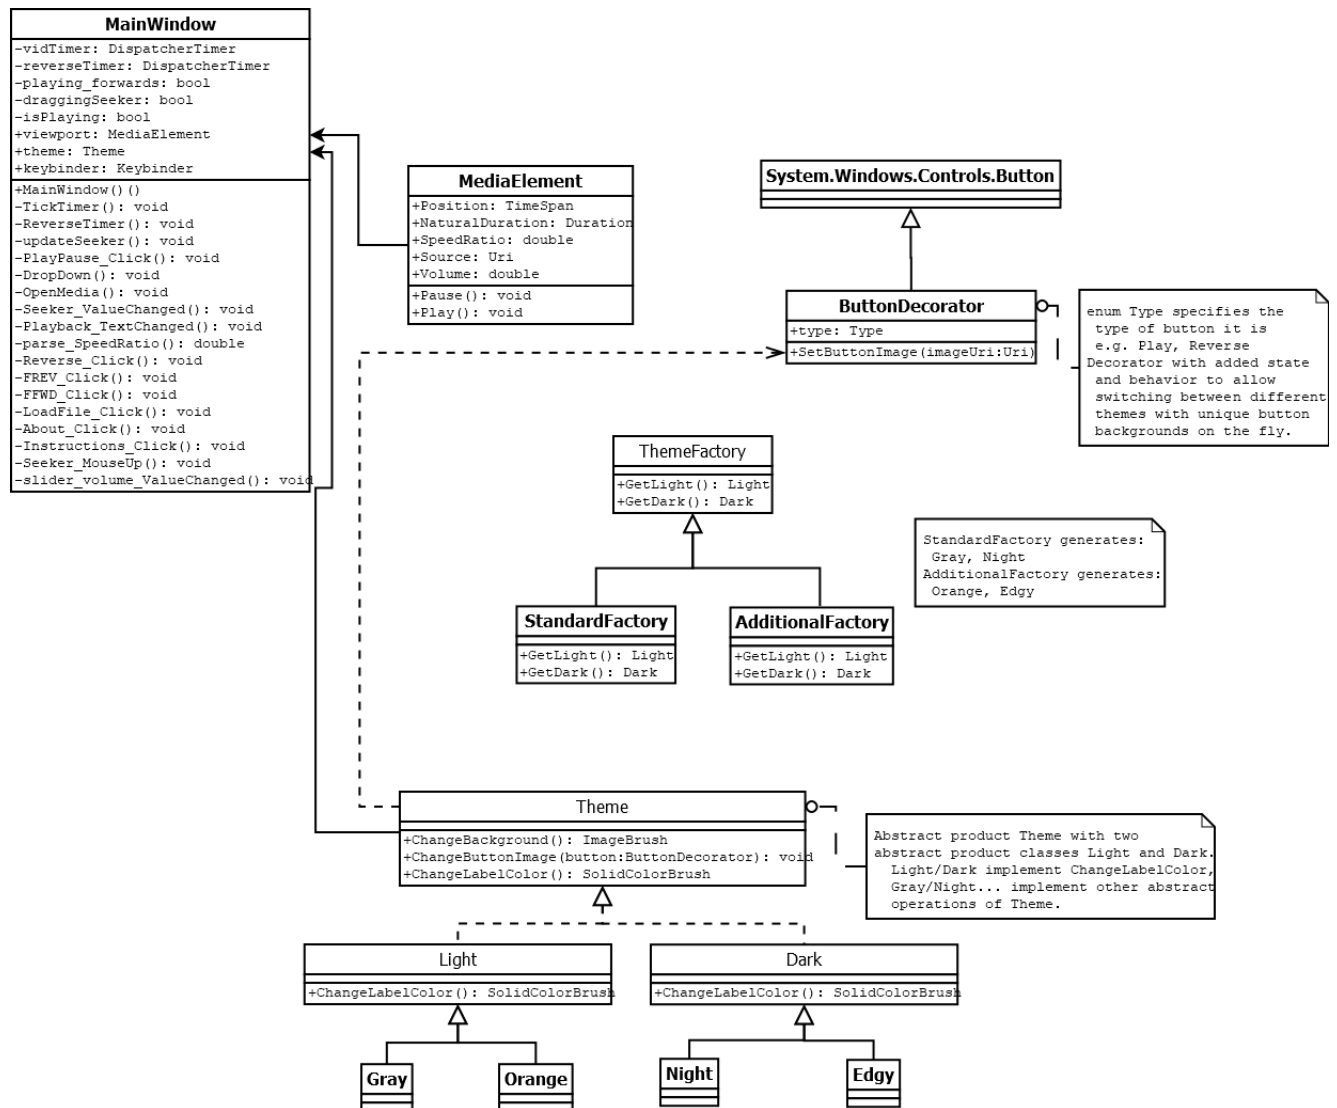 MainWindow
-vidTimer: DispatcherTimer
-reverseTimer: DispatcherTimer
-playing_forwards: bool
-draggingSeeker: bool
-isPlaying: bool
+viewport: MediaElement
+theme: Theme
+keybinder: Keybinder
+MainWindow()()
-TickTimer(): void
-ReverseTimer(): void
-updateSeeker(): void
-PlayPause_Click(): void
-DropDown(): void
-OpenMedia(): void
-Seeker_ValueChanged(): void
-Playback_TextChanged(): void
-parse_SpeedRatio(): double
-Reverse_Click(): void
-FREV_Click(): void
-FFWD_Click(): void
-LoadFile_Click(): void
-About_Click(): void
-Instructions_Click(): void
-Seeker_MouseUp(): void
-slider_volume_ValueChanged(): void
MediaElement
+Position: TimeSpan
+NaturalDuration: Duration
+SpeedRatio: double
+Source: Uri
+Volume: double
+Pause(): void
+Play(): void
System.Windows.Controls.Button
ButtonDecorator
+type: Type
+SetButtonImage(imageUri:Uri)
enum Type specifies the
type of button it is
e.g. Play, Reverse
Decorator with added state
and behavior to allow
switching between different
themes with unique button
backgrounds on the fly.
ThemeFactory
+GetLight(): Light
+GetDark(): Dark
StandardFactory generates:
Gray, Night
AdditionalFactory generates:
Orange, Edgy
StandardFactory
+GetLight(): Light
+GetDark(): Dark
AdditionalFactory
+GetLight(): Light
+GetDark(): Dark
Theme
+ChangeBackground(): ImageBrush
+ChangeButtonImage(button:ButtonDecorator): void
+ChangeLabelColor(): SolidColorBrush
Abstract product Theme with two
abstract product classes Light and Dark.
Light/Dark implement ChangeLabelColor,
Gray/Night... implement other abstract
operations of Theme.
Light
+ChangeLabelColor(): SolidColorBrush
Dark
+ChangeLabelColor(): SolidColorBrush
Gray
Orange
Night
Edgy